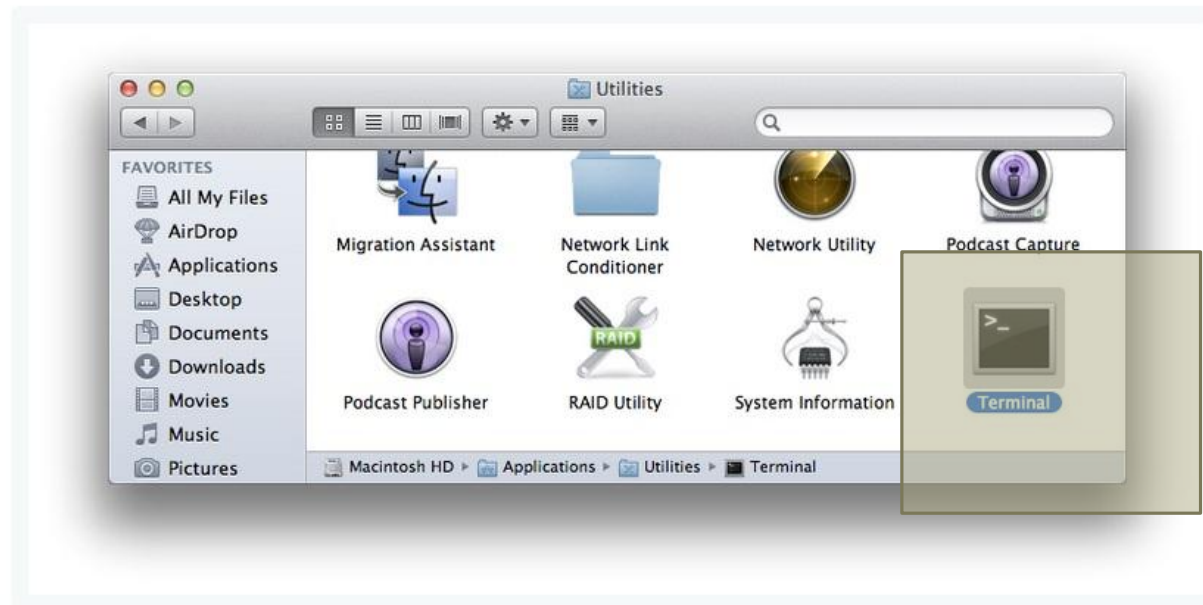 Utilities
FAVORITES
All My Files
AirDrop
Applications
Desktop
Documents
Downloads
Movies
Music
Pictures
Migration Assistant
Network Link
Conditioner
Network Utility
Podcast Capture
Podcast Publisher
RAID
RAID Utility
System Information
>_
Terminal
Macintosh HD ▸ Applications ▸ Utilities ▸ Terminal